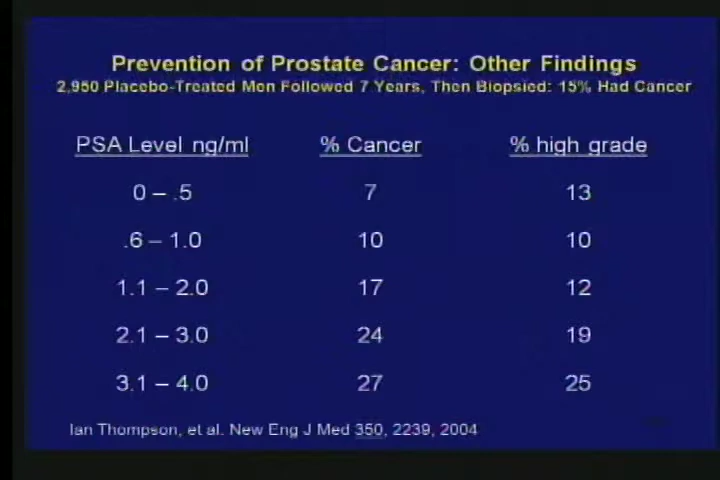 Prevention of Prostate Cancer: Other Findings
2,950 Placebo-Treated Men Followed 7 Years, Then Biopsied: 15% Had Cancer
PSA Level ng/ml % Cancer % high grade
0 – .5 7 13
.6 – 1.0 10 10
1.1 – 2.0 17 12
2.1 – 3.0 24 19
3.1 – 4.0 27 25
Ian Thompson, et al. New Eng J Med 350, 2239, 2004